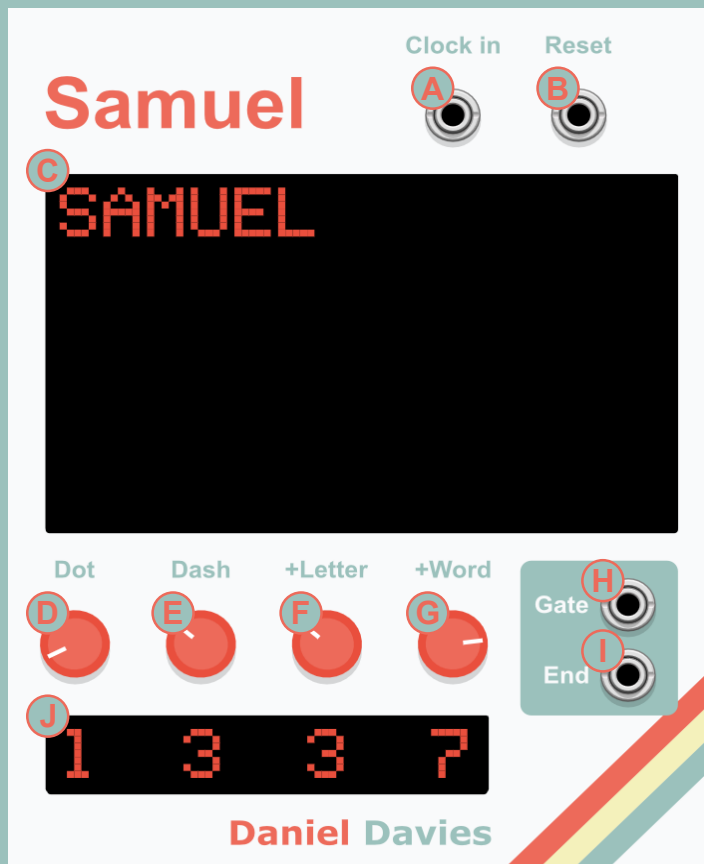 Clock in Reset
Samuel
A B
C
SAMUEL
Dot Dash +Letter +Word
D E F G
H
Gate
I
End
J
1 3 3 7
Daniel Davies